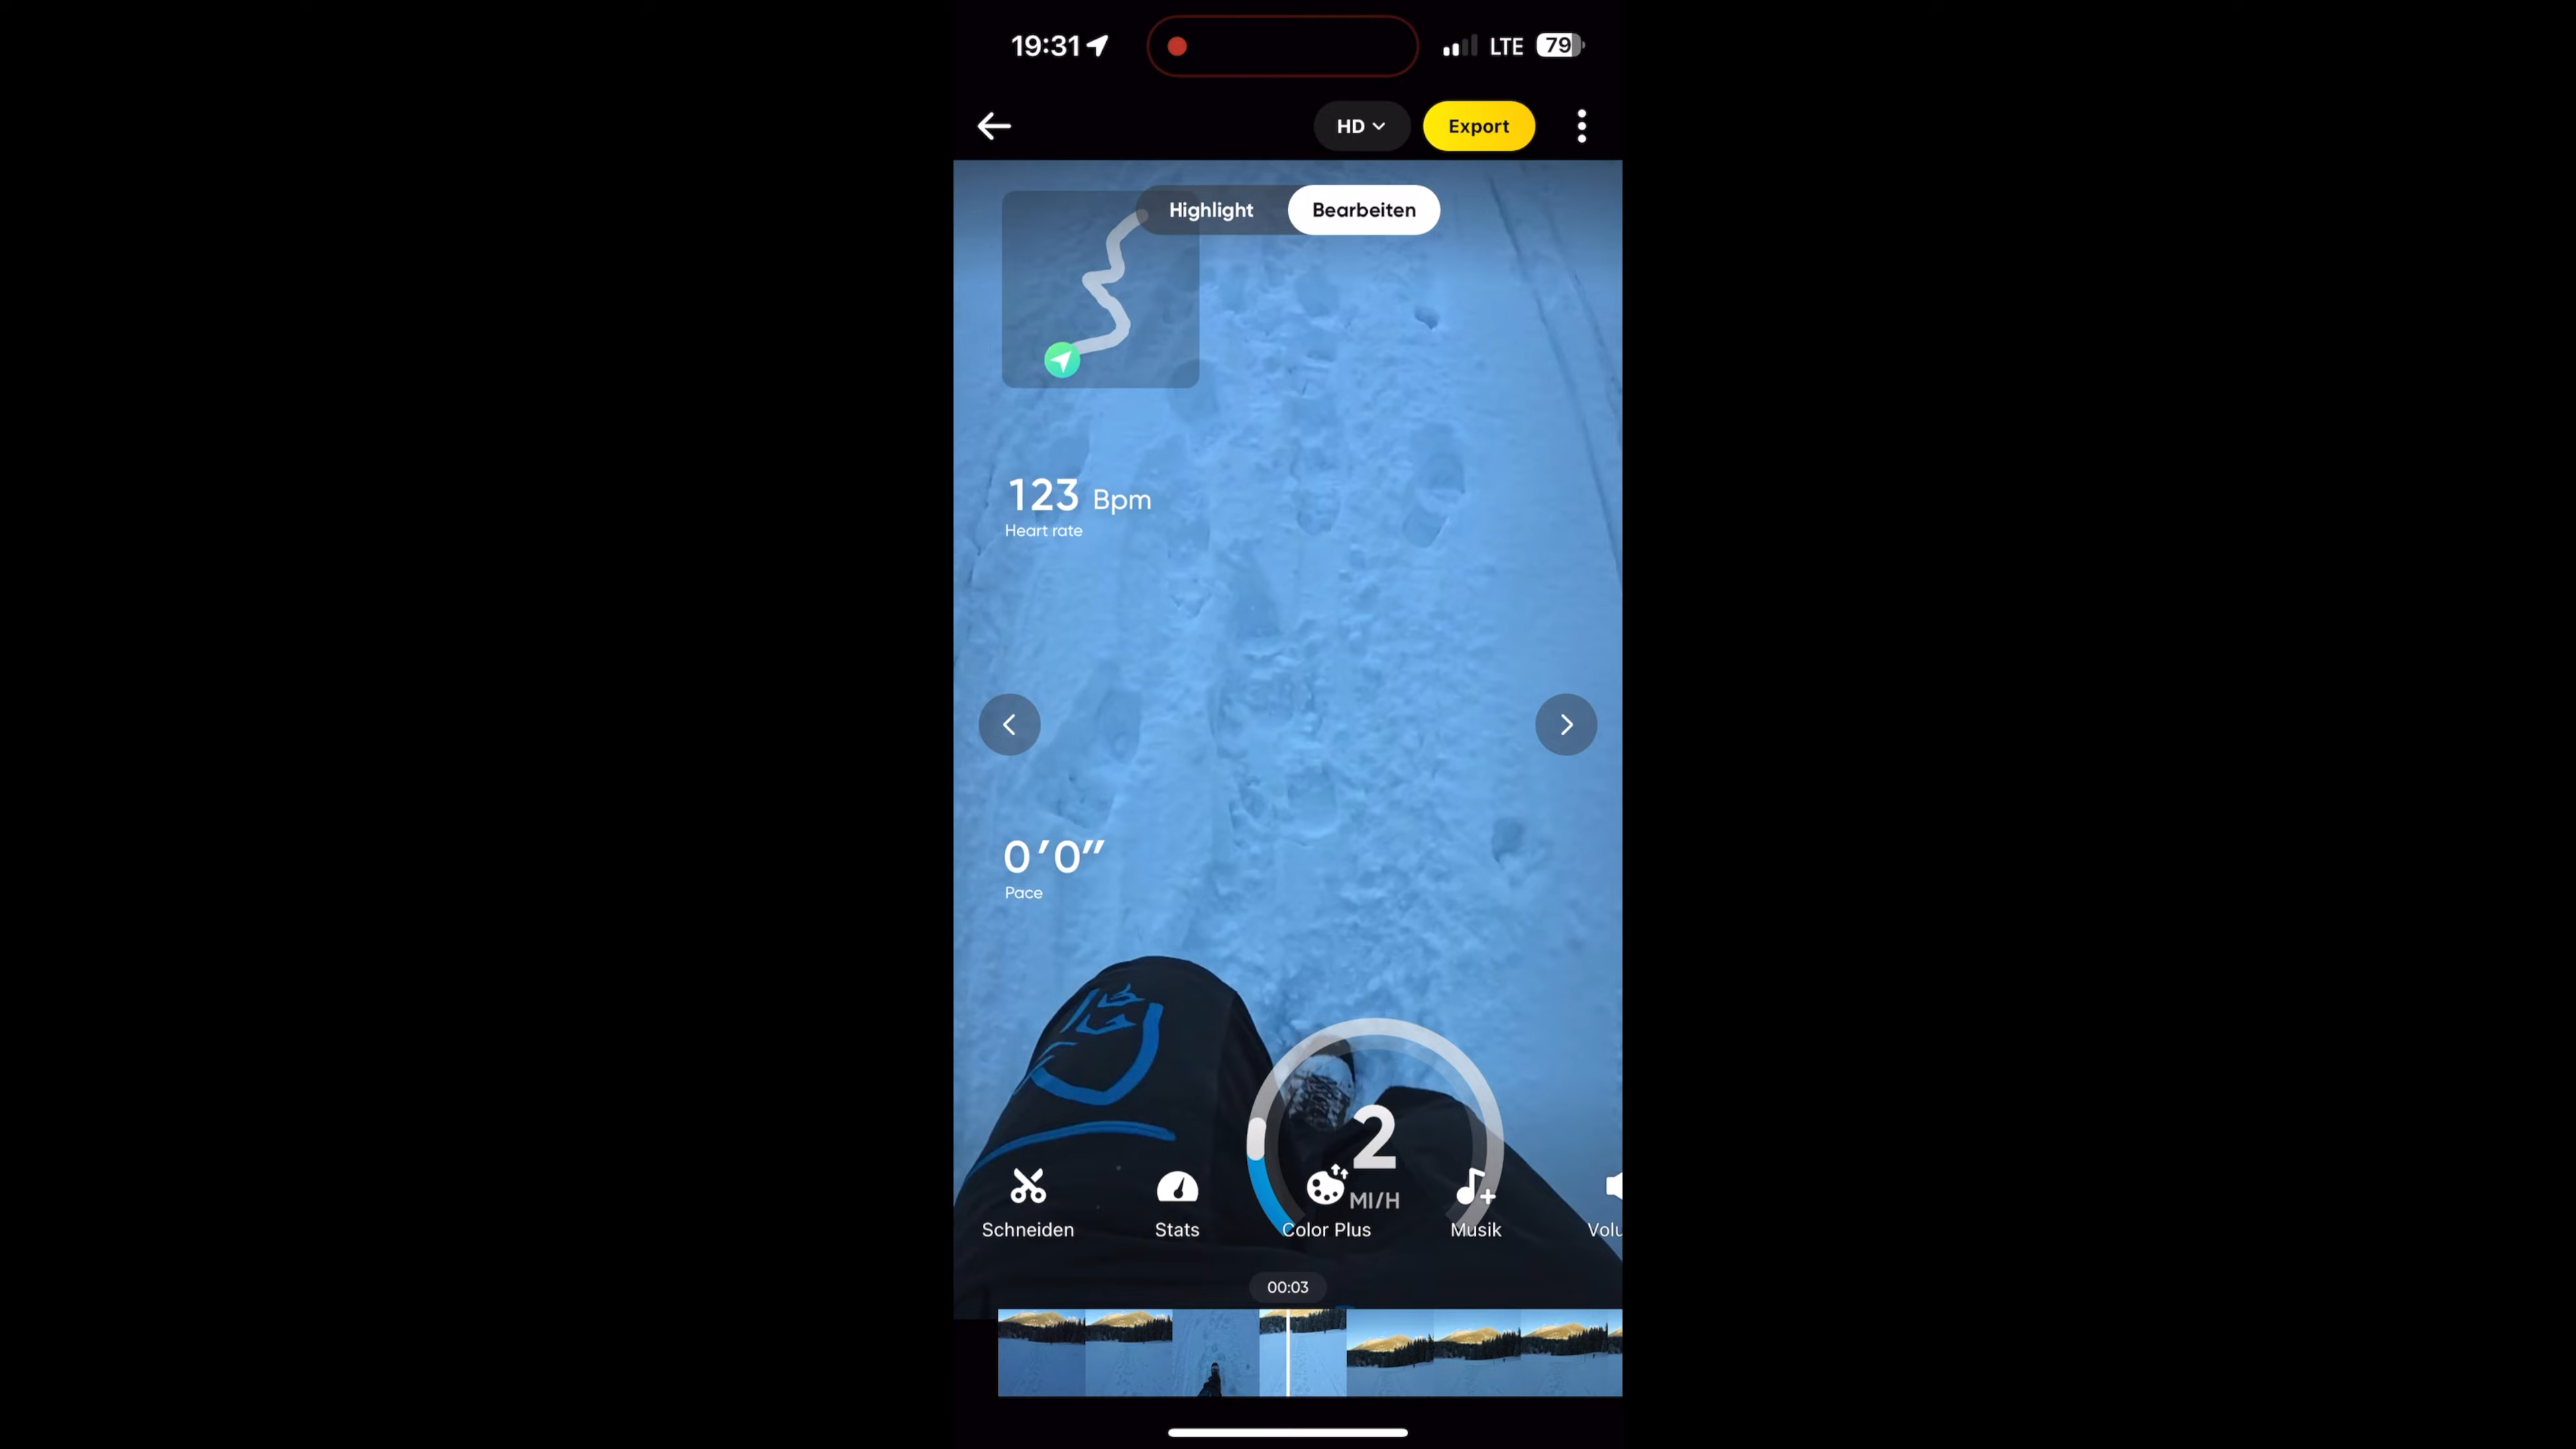 19:31
LTE
79
HD
Export
Highlight
Bearbeiten
123 Bpm
Heart rate
0'0"
Pace
2
MI/H
Schneiden
Stats
Color Plus
Musik
Volu
00:03